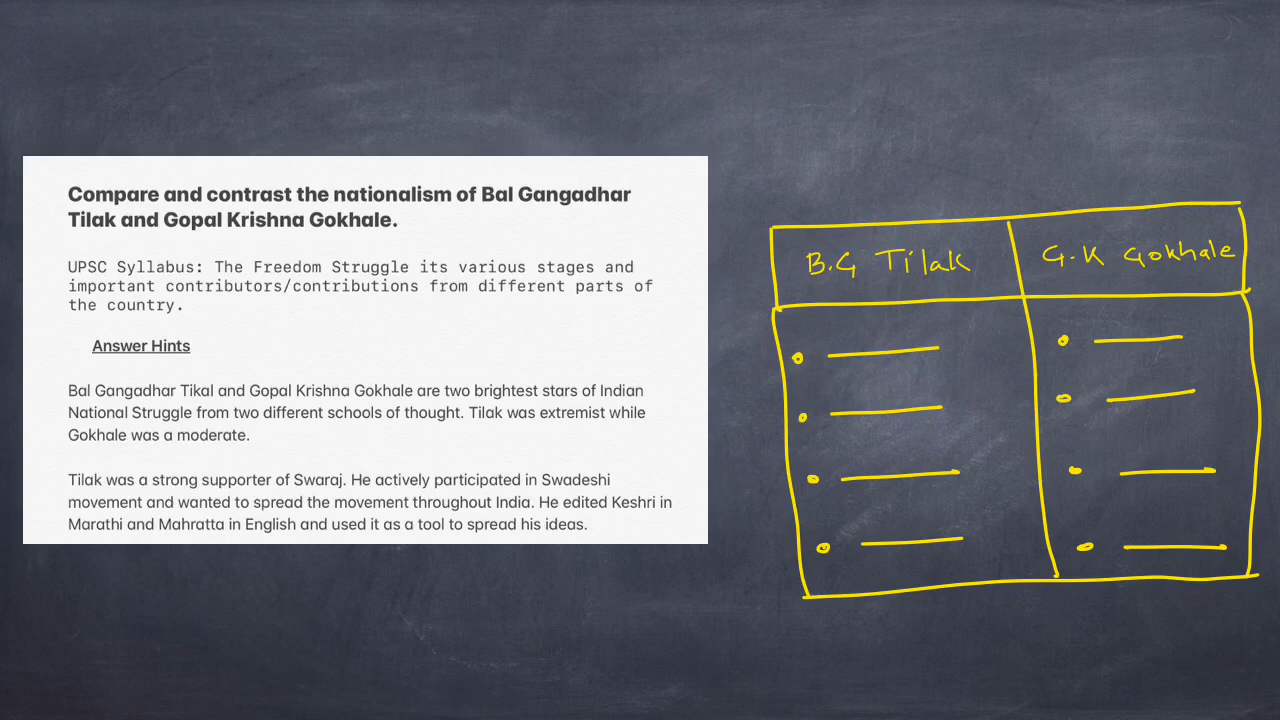 Compare and contrast the nationalism of Bal Gangadhar
Tilak and Gopal Krishna Gokhale.
UPSC Syllabus: The Freedom Struggle its various stages and
important contributors/contributions from different parts of
the country.
Answer Hints
Bal Gangadhar Tikal and Gopal Krishna Gokhale are two brightest stars of Indian
National Struggle from two different schools of thought. Tilak was extremist while
Gokhale was a moderate.
Tilak was a strong supporter of Swaraj. He actively participated in Swadeshi
movement and wanted to spread the movement throughout India. He edited Keshri in
Marathi and Mahratta in English and used it as a tool to spread his ideas.
B.G Tilak
G.K Gokhale